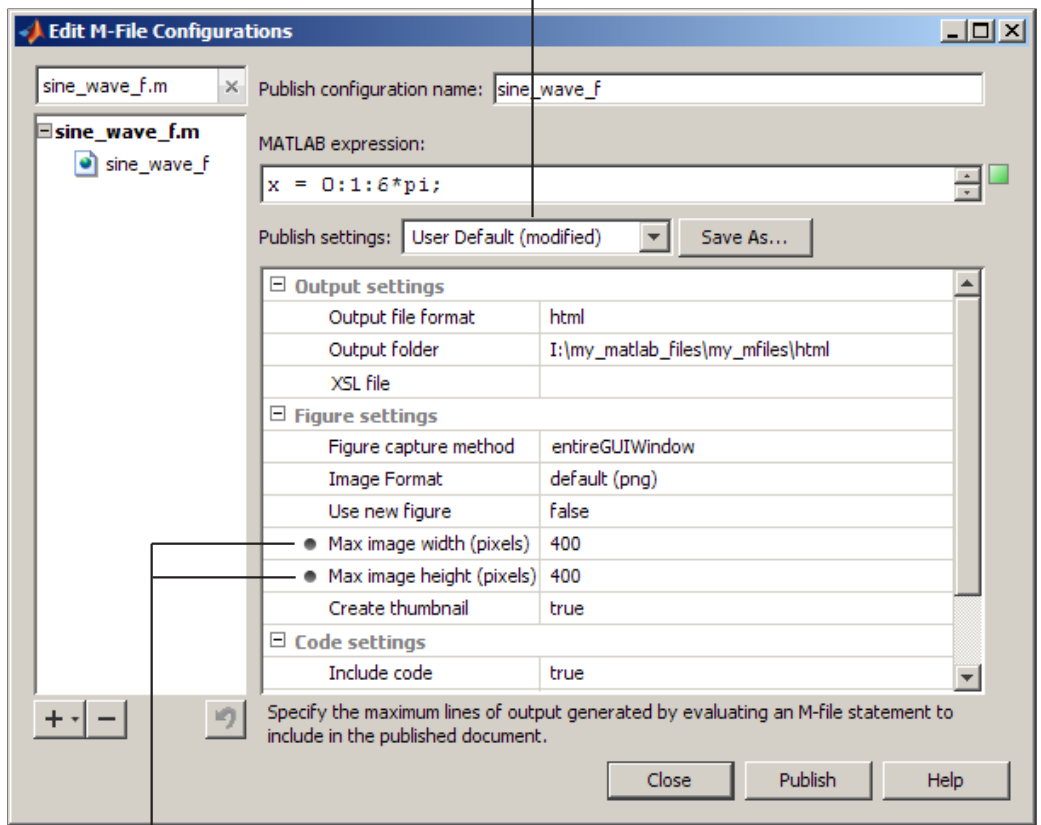 Edit M-File Configurations
sine_wave_f.m
Publish configuration name: sine_wave_f
sine_wave_f.m
sine_wave_f
MATLAB expression:
x = 0:1:6*pi;
Publish settings: User Default (modified) Save As...
Output settings
Output file format html
Output folder I:\my_matlab_files\my_mfiles\html
XSL file
Figure settings
Figure capture method entireGUIWindow
Image Format default (png)
Use new figure false
Max image width (pixels) 400
Max image height (pixels) 400
Create thumbnail true
Code settings
Include code true
Specify the maximum lines of output generated by evaluating an M-file statement to
include in the published document.
Close Publish Help